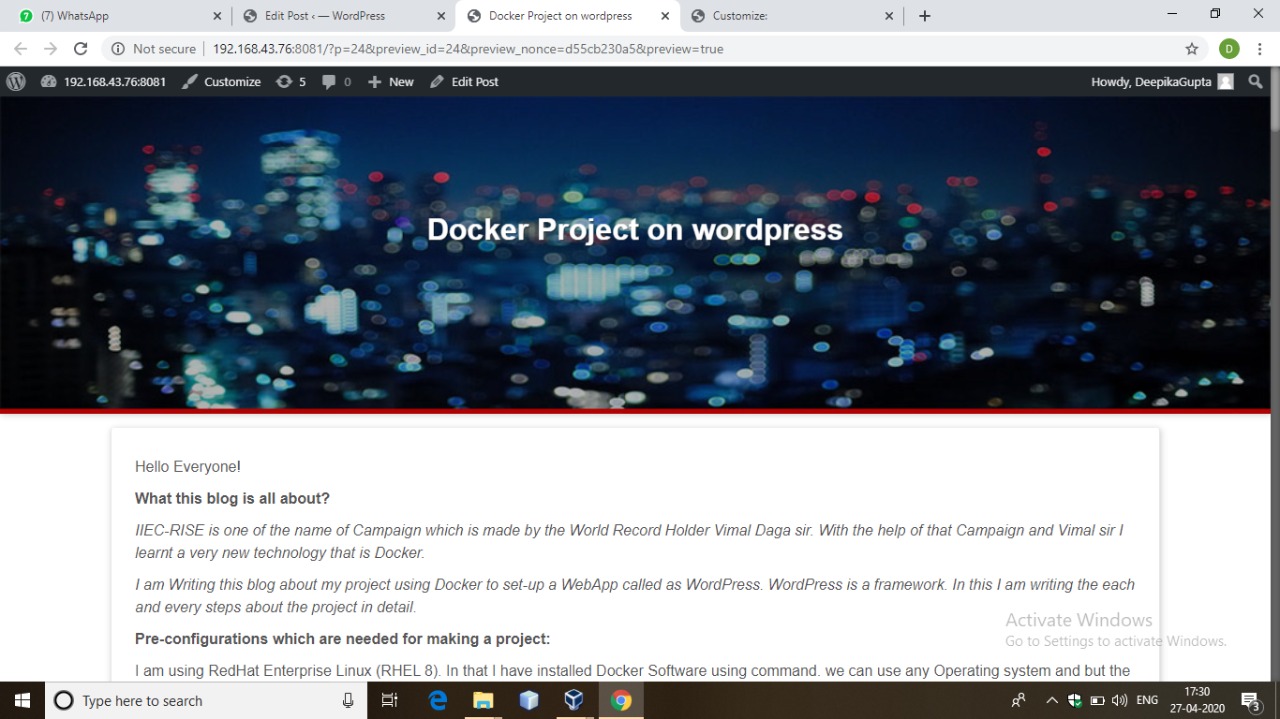 (7) WhatsApp
Edit Post ‹ — WordPress
Docker Project on wordpress
Customize:
Not secure
192.168.43.76:8081/?p=24&preview_id=24&preview_nonce=d55cb230a5&preview=true
D
192.168.43.76:8081
Customize
5
0
New
Edit Post
Howdy, DeepikaGupta
Docker Project on wordpress
Hello Everyone!
What this blog is all about?
IIEC-RISE is one of the name of Campaign which is made by the World Record Holder Vimal Daga sir. With the help of that Campaign and Vimal sir I
learnt a very new technology that is Docker.
I am Writing this blog about my project using Docker to set-up a WebApp called as WordPress. WordPress is a framework. In this I am writing the each
and every steps about the project in detail.
Pre-configurations which are needed for making a project:
I am using RedHat Enterprise Linux (RHEL 8). In that I have installed Docker Software using command. we can use any Operating system and but the
Activate Windows
Go to Settings to activate Windows.
Type here to search
ENG
17:30
27-04-2020
3